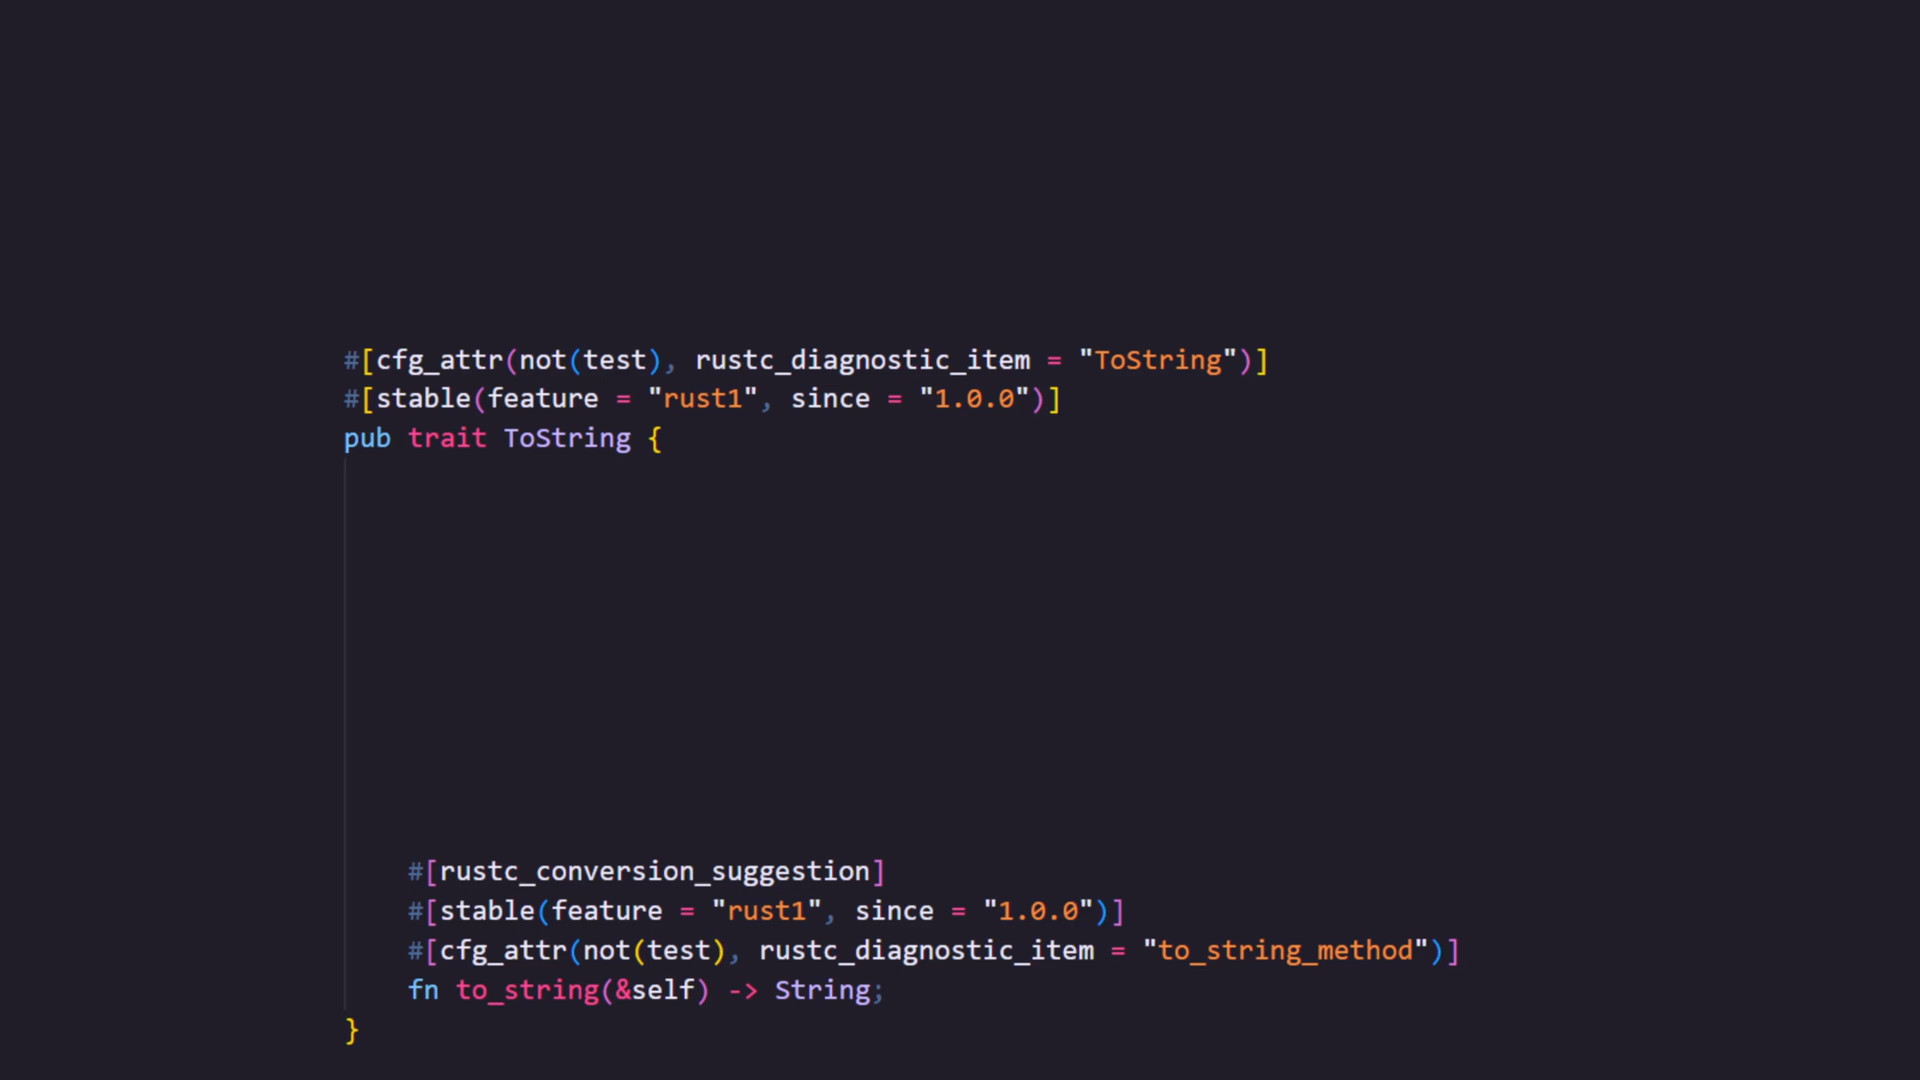 #[cfg_attr(not(test), rustc_diagnostic_item = "ToString")]
#[stable(feature = "rust1", since = "1.0.0")]
pub trait ToString {
#[rustc_conversion_suggestion]
#[stable(feature = "rust1", since = "1.0.0")]
#[cfg_attr(not(test), rustc_diagnostic_item = "to_string_method")]
fn to_string(&self) -> String;
}